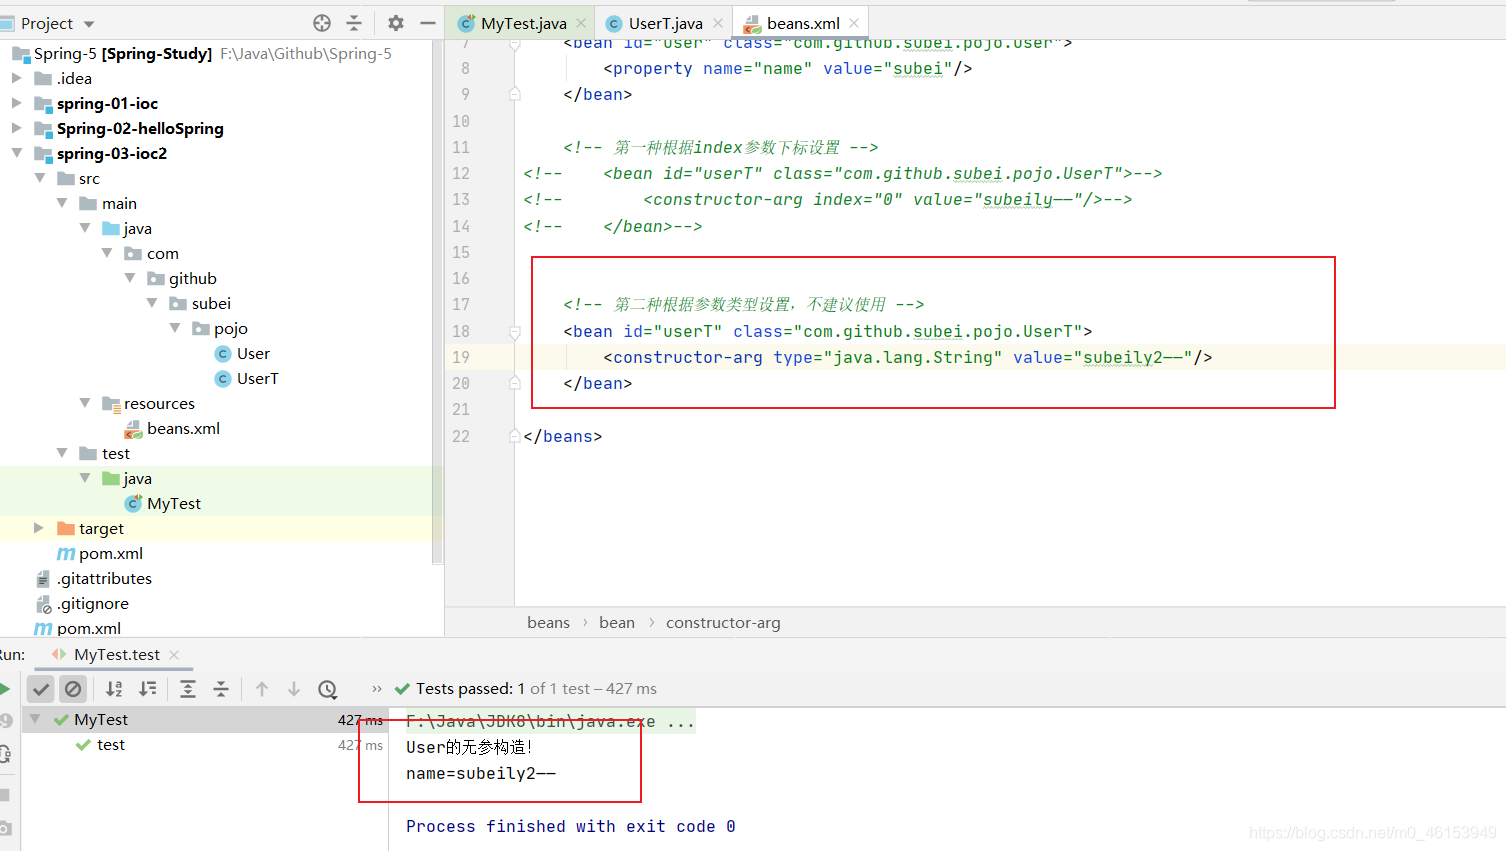 Project
Spring-5 [Spring-Study] F:\Java\Github\Spring-5
.idea
spring-01-ioc
Spring-02-helloSpring
spring-03-ioc2
src
main
java
com
github
subei
pojo
User
UserT
resources
beans.xml
test
java
MyTest
target
pom.xml
.gitattributes
.gitignore
pom.xml
MyTest.java
UserT.java
beans.xml
7 <bean id="user" class="com.github.subei.pojo.User">
8 <property name="name" value="subei"/>
9 </bean>
10
11 <!-- 第一种根据index参数下标设置 -->
12 <!-- <bean id="userT" class="com.github.subei.pojo.UserT">-->
13 <!-- <constructor-arg index="0" value="subeily——"/>-->
14 <!-- </bean>-->
15
16
17 <!-- 第二种根据参数类型设置，不建议使用 -->
18 <bean id="userT" class="com.github.subei.pojo.UserT">
19 <constructor-arg type="java.lang.String" value="subeily2——"/>
20 </bean>
21
22 </beans>
beans › bean › constructor-arg
Run: MyTest.test
» Tests passed: 1 of 1 test – 427 ms
MyTest 427 ms
test 427 ms
F:\Java\JDK8\bin\java.exe ...
User的无参构造!
name=subeily2——
Process finished with exit code 0
https://blog.csdn.net/m0_46153949